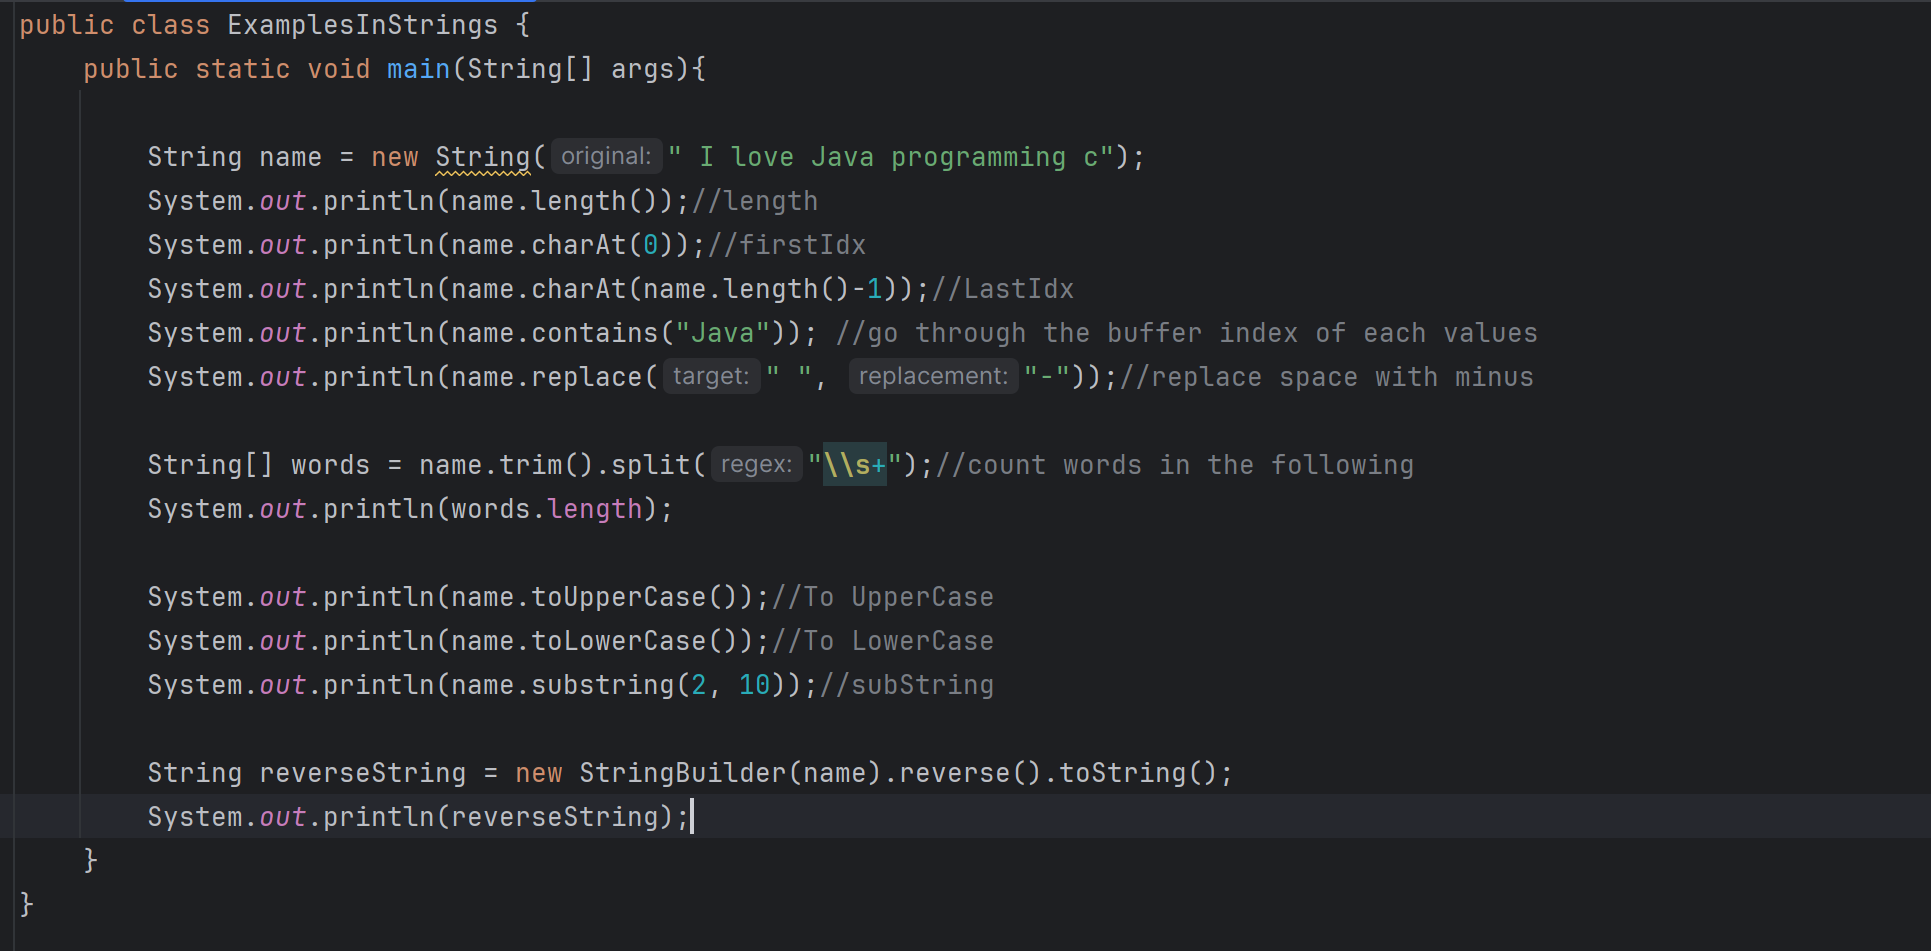 public class ExamplesInStrings {
    public static void main(String[] args){
        String name = new String( original: " I love Java programming c");
        System.out.println(name.length());//length
        System.out.println(name.charAt(0));//firstIdx
        System.out.println(name.charAt(name.length()-1));//LastIdx
        System.out.println(name.contains("Java")); //go through the buffer index of each values
        System.out.println(name.replace( target: " ", replacement: "-"));//replace space with minus
        String[] words = name.trim().split( regex: "\\s+");//count words in the following
        System.out.println(words.length);
        System.out.println(name.toUpperCase());//To UpperCase
        System.out.println(name.toLowerCase());//To LowerCase
        System.out.println(name.substring(2, 10));//subString
        String reverseString = new StringBuilder(name).reverse().toString();
        System.out.println(reverseString);
    }
}